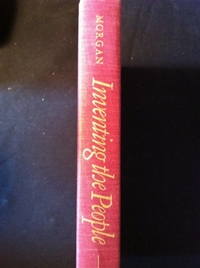 MORGAN
Inventing the People